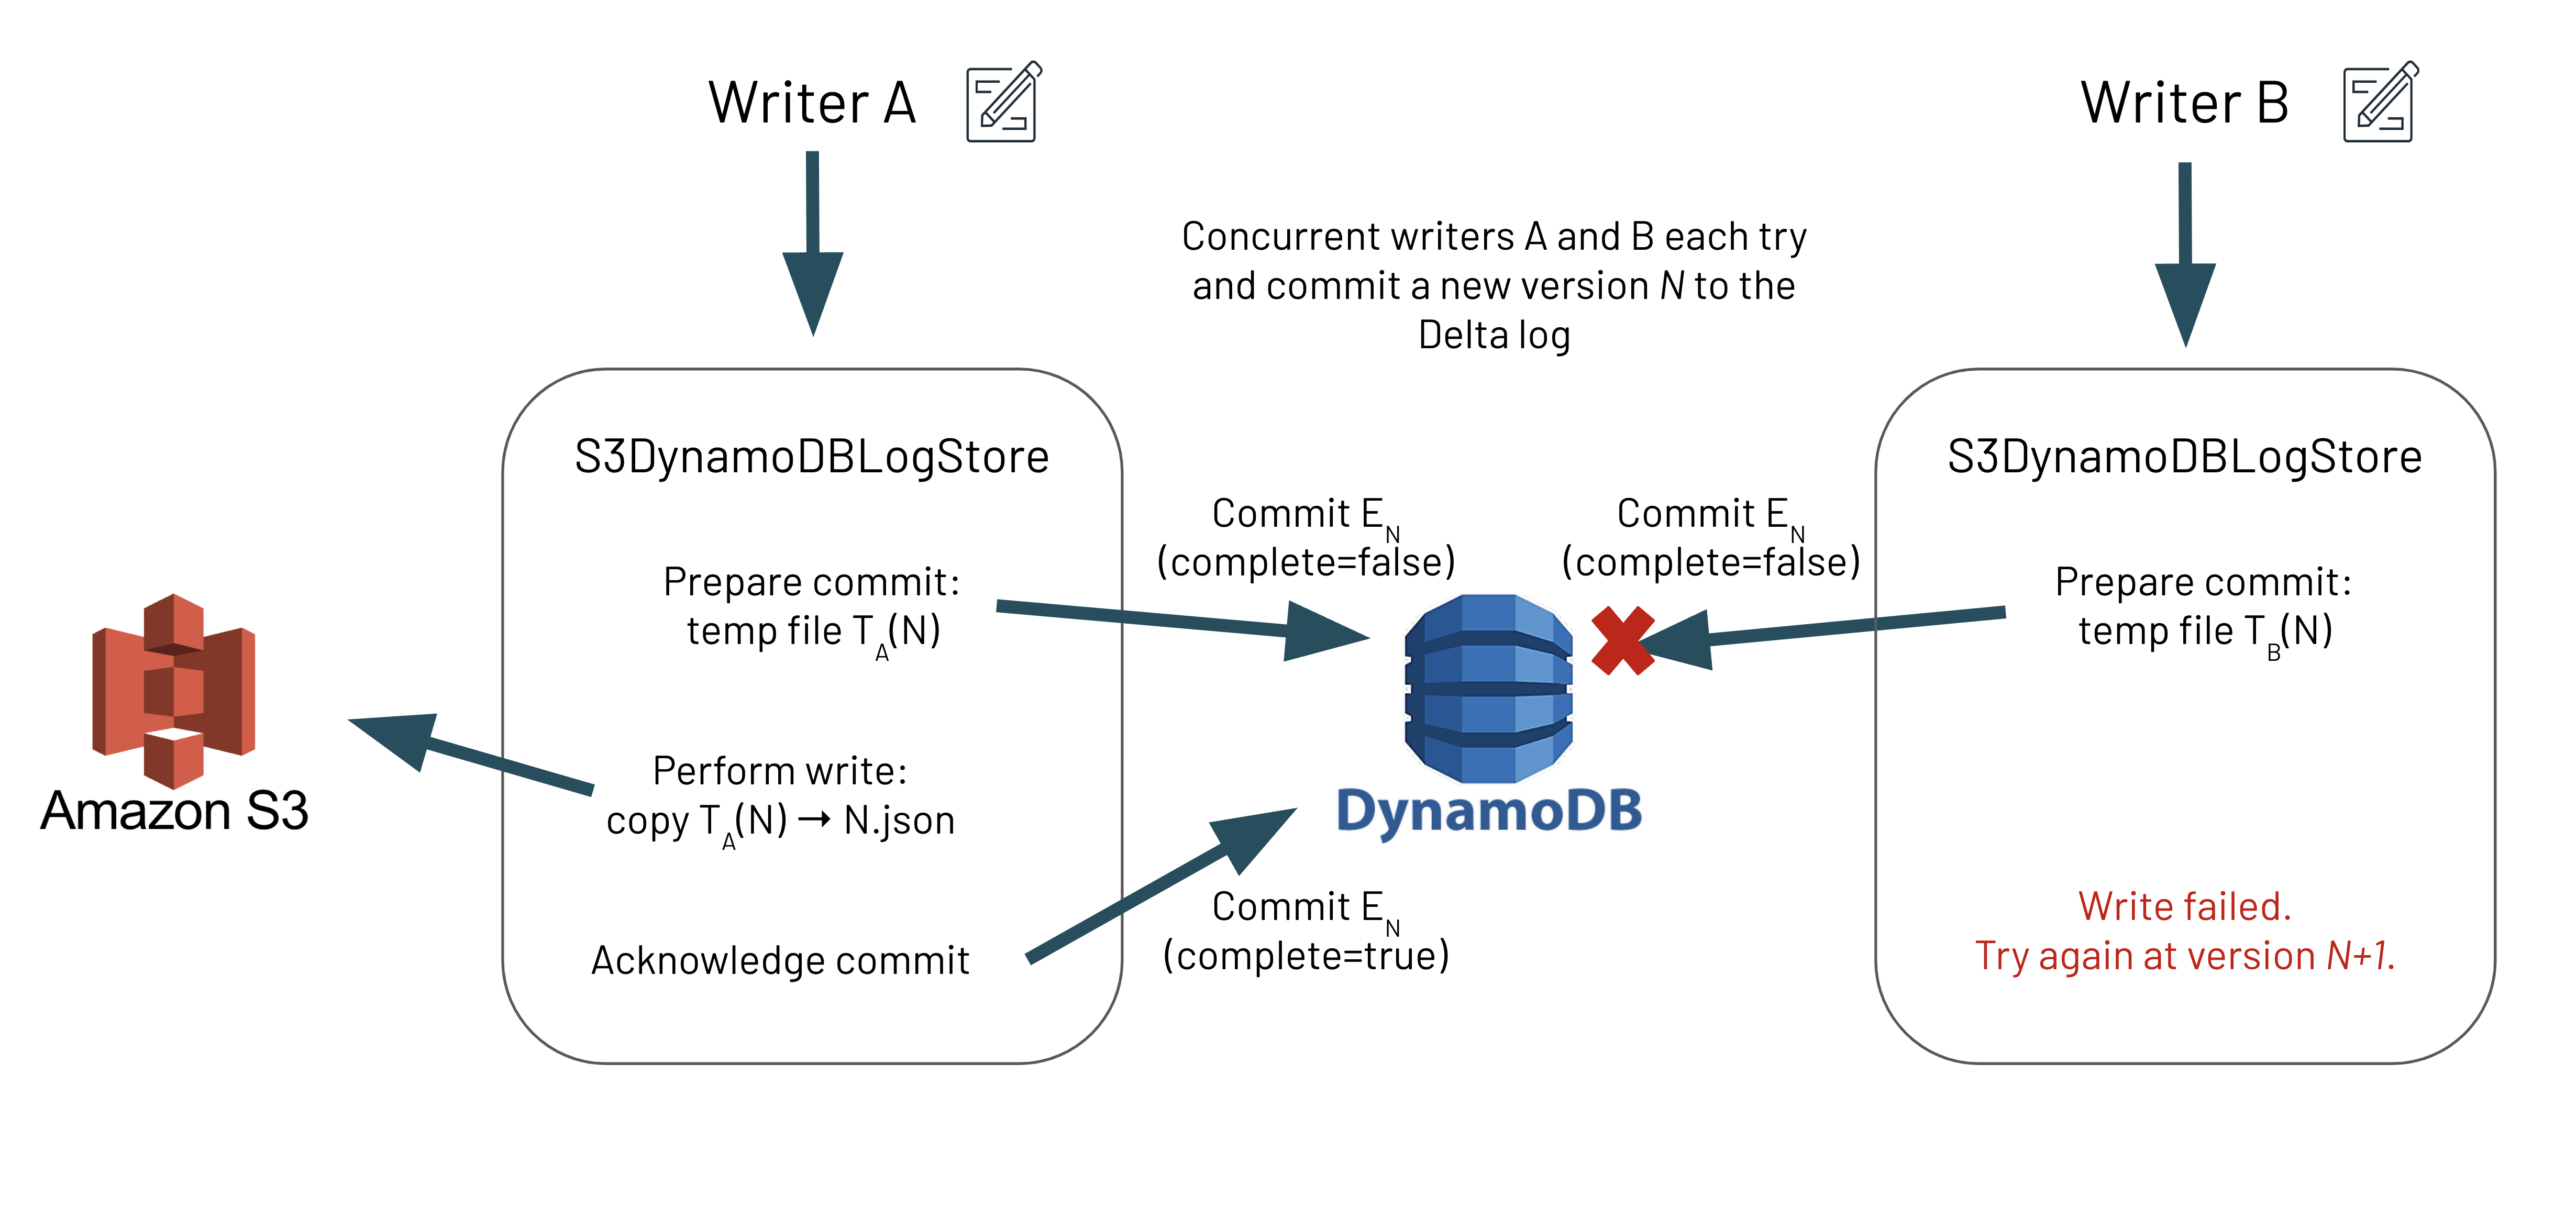 Writer A
Writer B
Concurrent writers A and B each try
and commit a new version N to the
Delta log
S3DynamoDBLogStore
Prepare commit:
temp file T_A(N)
Perform write:
copy T_A(N) → N.json
Acknowledge commit
Amazon S3
Commit E_N
(complete=false)
Commit E_N
(complete=false)
DynamoDB
Commit E_N
(complete=true)
S3DynamoDBLogStore
Prepare commit:
temp file T_B(N)
Write failed.
Try again at version N+1.